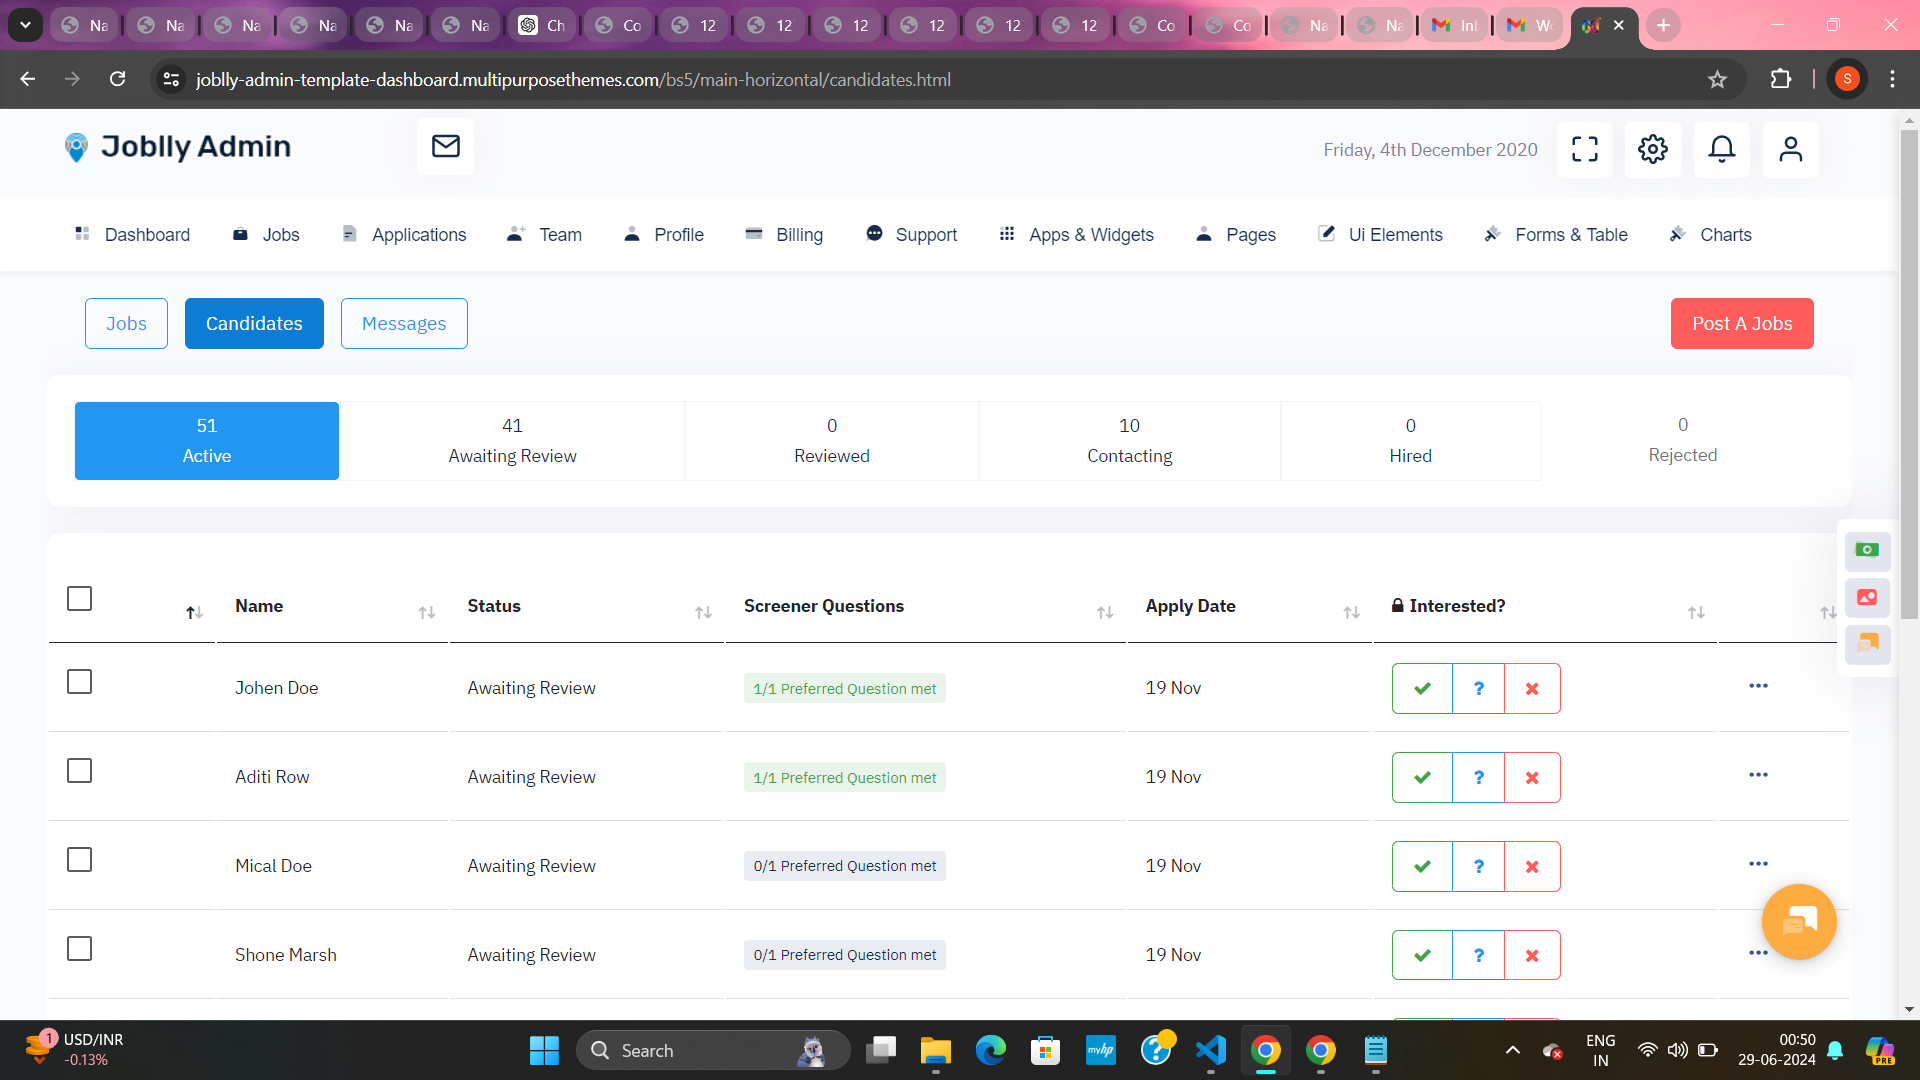 Na Na Na Na Na Na Ch Co 12 12 12 12 12 12 Co Co Na Na Inl We
joblly-admin-template-dashboard.multipurposethemes.com/bs5/main-horizontal/candidates.html
S
Joblly Admin
Friday, 4th December 2020
Dashboard Jobs Applications Team Profile Billing Support Apps & Widgets Pages Ui Elements Forms & Table Charts
Jobs Candidates Messages Post A Jobs
51 41 0 10 0 0
Active Awaiting Review Reviewed Contacting Hired Rejected
Name Status Screener Questions Apply Date Interested?
Johen Doe Awaiting Review 1/1 Preferred Question met 19 Nov ?
Aditi Row Awaiting Review 1/1 Preferred Question met 19 Nov ?
Mical Doe Awaiting Review 0/1 Preferred Question met 19 Nov ?
Shone Marsh Awaiting Review 0/1 Preferred Question met 19 Nov ?
1 USD/INR
-0.13%
Search
myhp
ENG
IN
00:50
29-06-2024
PRE